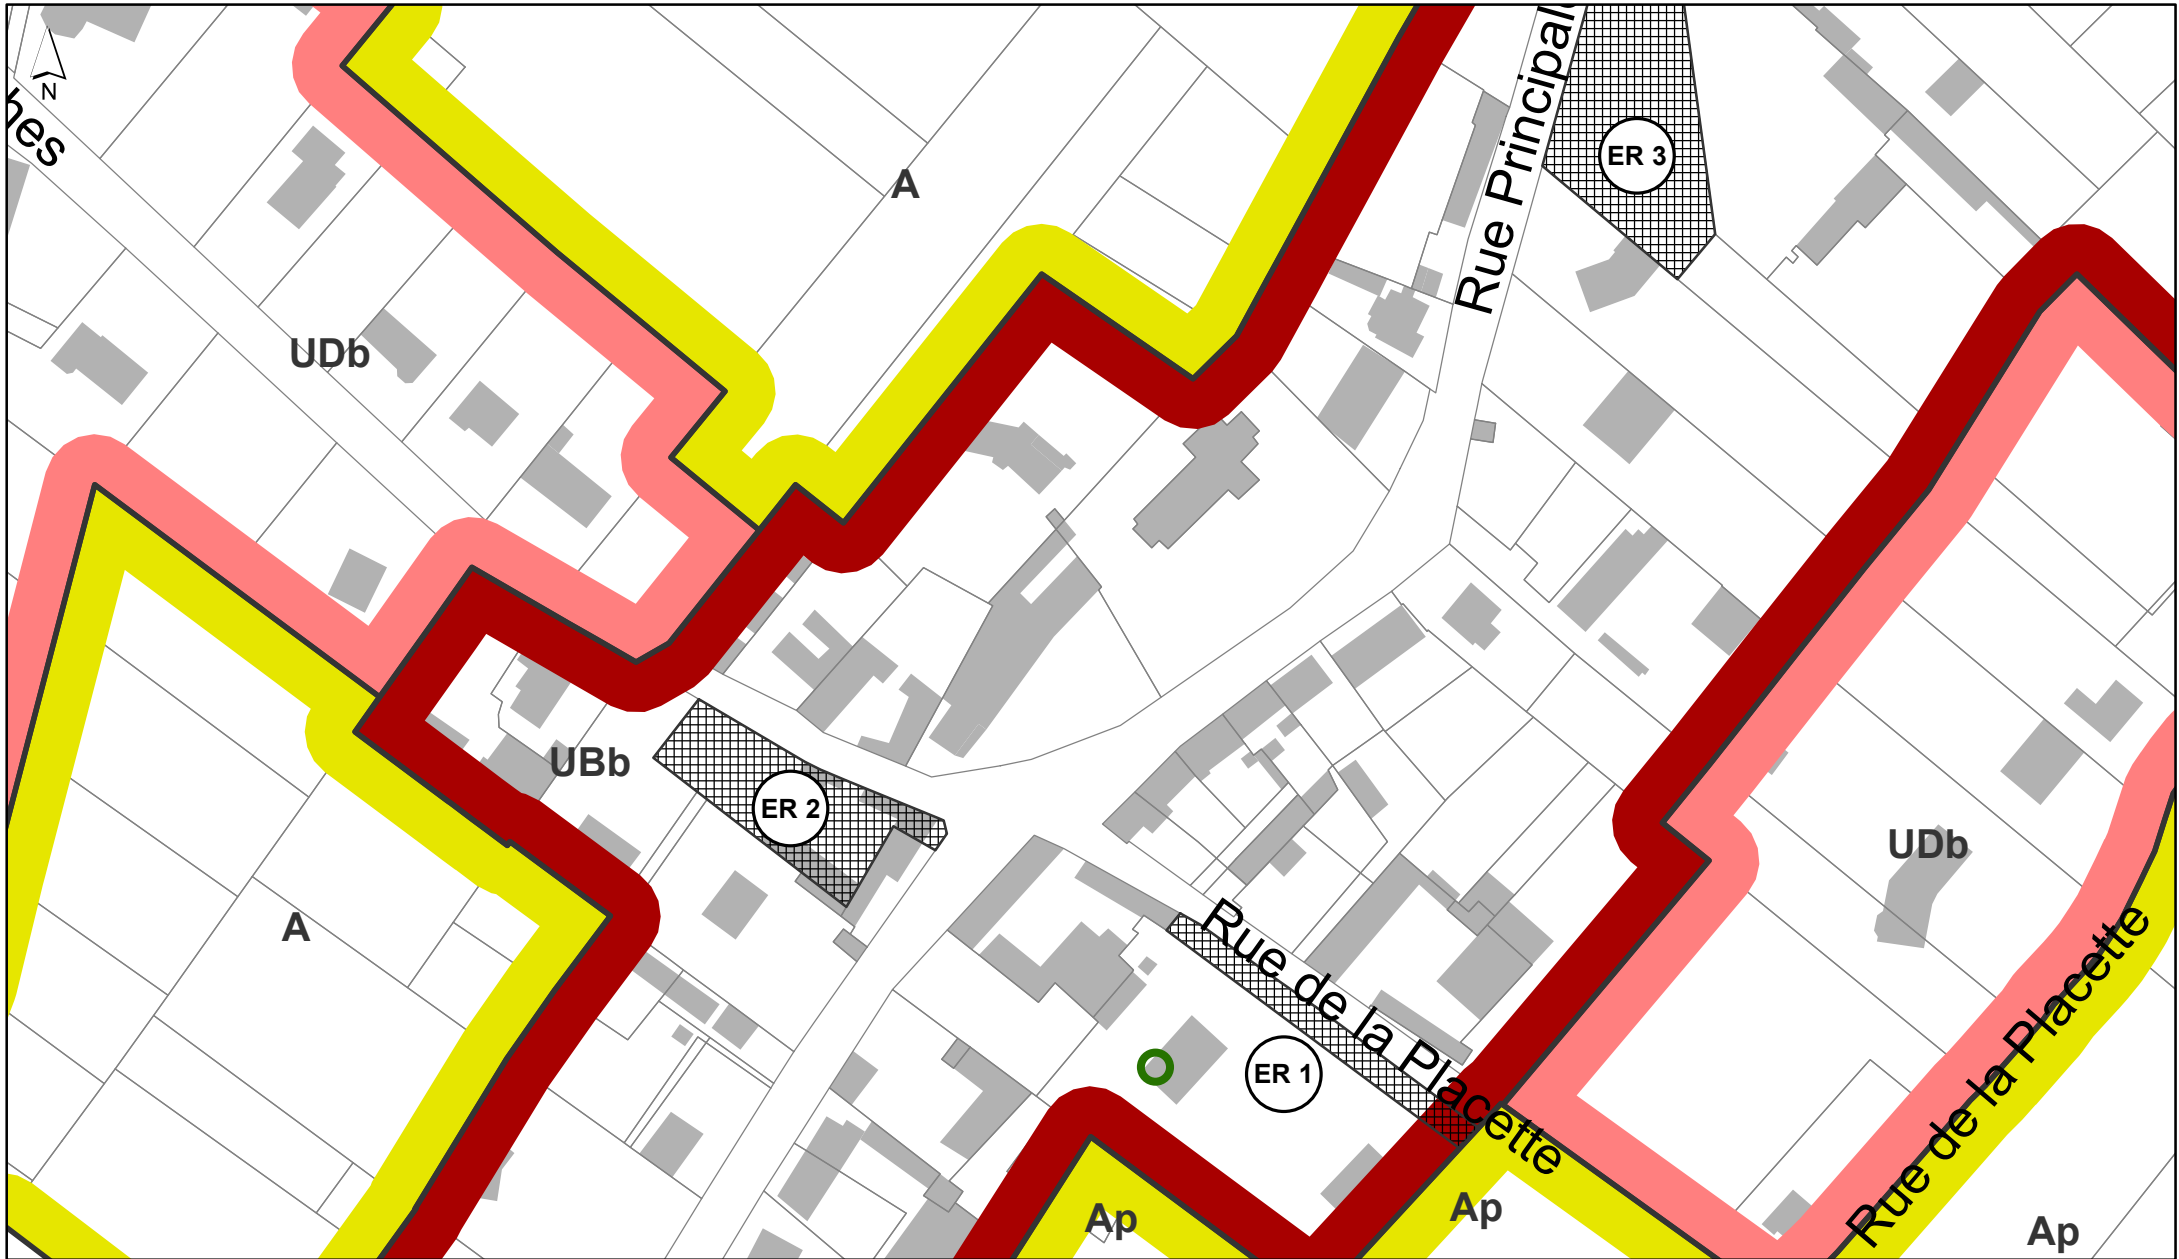 N
hes
Rue Principale
ER 3
A
UDb
UBb
ER 2
UDb
A
Rue de la Placette
ER 1
Rue de la Placette
Ap
Ap
Ap